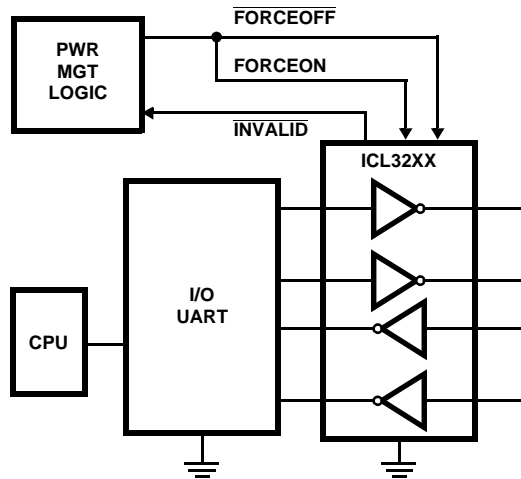 FORCEOFF
PWR
MGT
LOGIC
FORCEON
INVALID
ICL32XX
I/O
UART
CPU